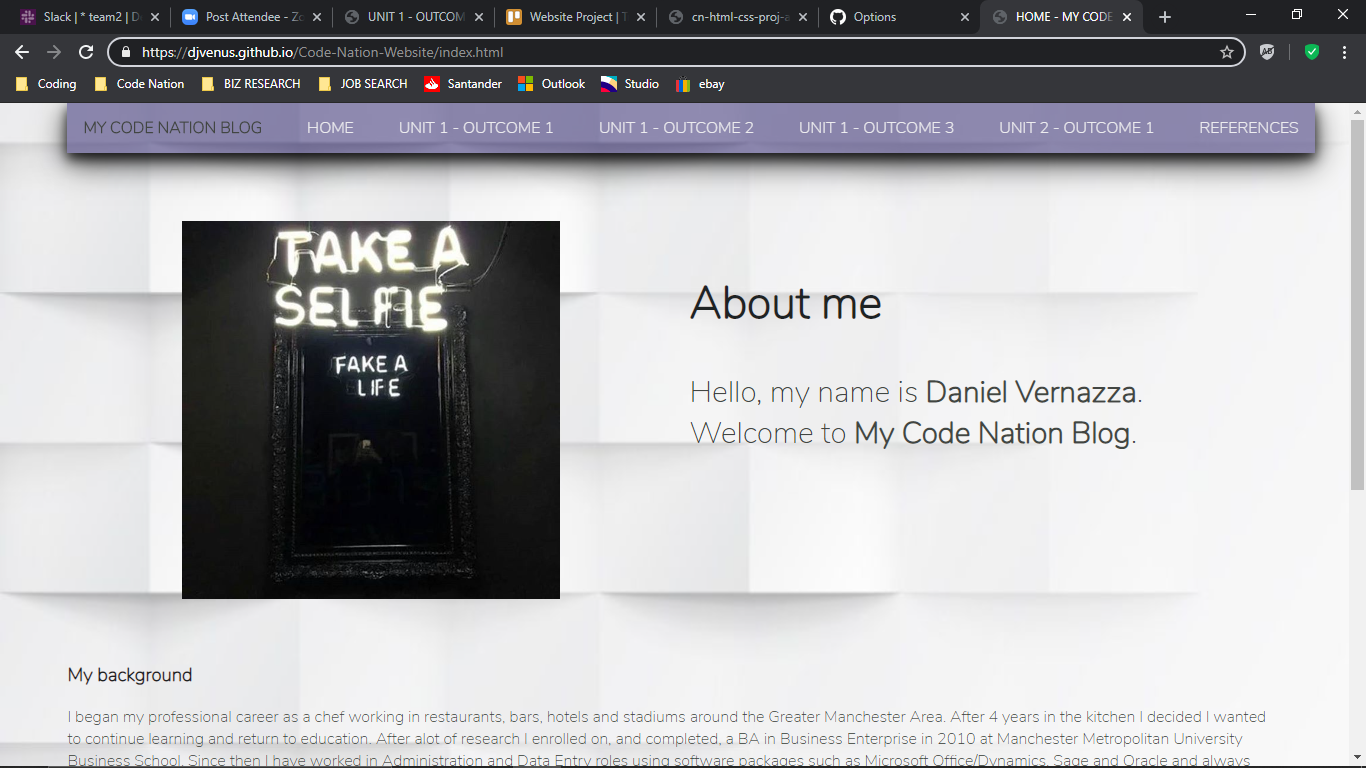 Slack | * team2 | D
Post Attendee - Zo
UNIT 1 - OUTCOM
Website Project | T
cn-html-css-proj-a
Options
HOME - MY CODE
https://djvenus.github.io/Code-Nation-Website/index.html
Coding
Code Nation
BIZ RESEARCH
JOB SEARCH
Santander
Outlook
Studio
ebay
MY CODE NATION BLOG
HOME
UNIT 1 - OUTCOME 1
UNIT 1 - OUTCOME 2
UNIT 1 - OUTCOME 3
UNIT 2 - OUTCOME 1
REFERENCES
TAKE A
SELFIE
FAKE A
LIFE
About me
Hello, my name is Daniel Vernazza.
Welcome to My Code Nation Blog.
My background
I began my professional career as a chef working in restaurants, bars, hotels and stadiums around the Greater Manchester Area. After 4 years in the kitchen I decided I wanted
to continue learning and return to education. After alot of research I enrolled on, and completed, a BA in Business Enterprise in 2010 at Manchester Metropolitan University
Business School. Since then I have worked in Administration and Data Entry roles using software packages such as Microsoft Office/Dynamics, Sage and Oracle and always